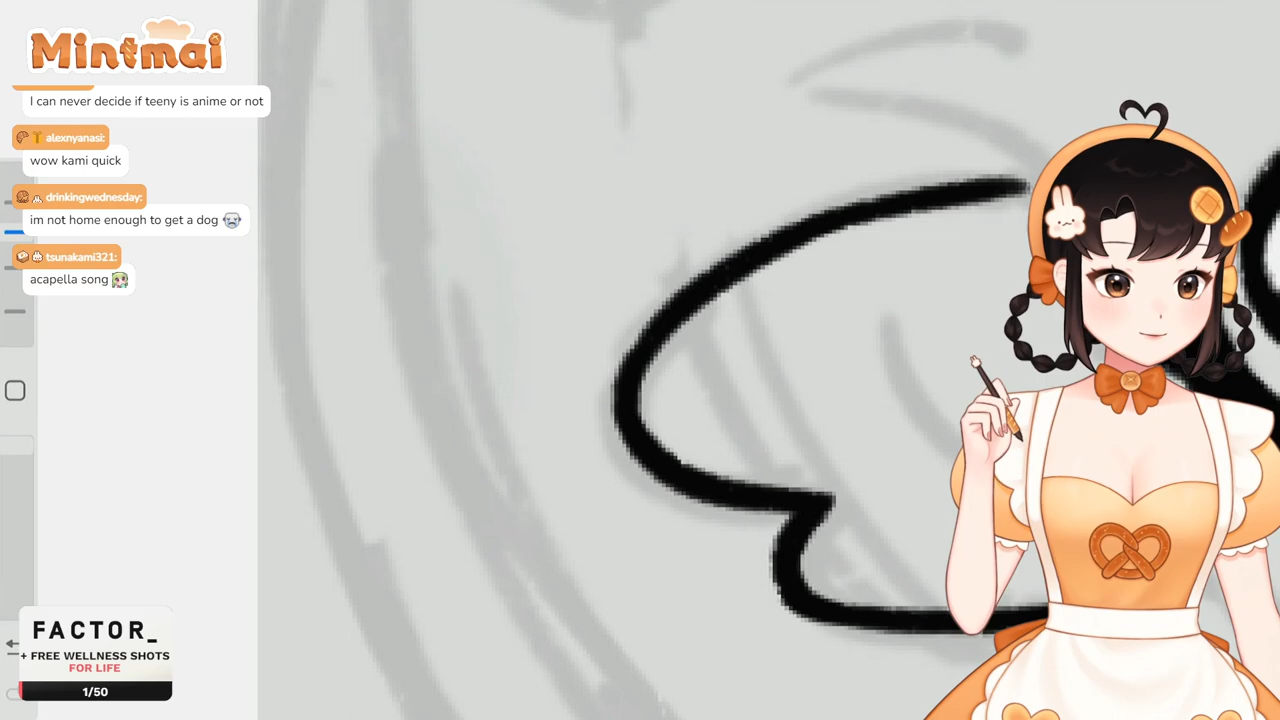 Mintmai
I can never decide if teeny is anime or not
alexnyanasi:
wow kami quick
drinkingwednesday:
im not home enough to get a dog
tsunakami321:
acapella song
FACTOR_
+ FREE WELLNESS SHOTS
FOR LIFE
1/50